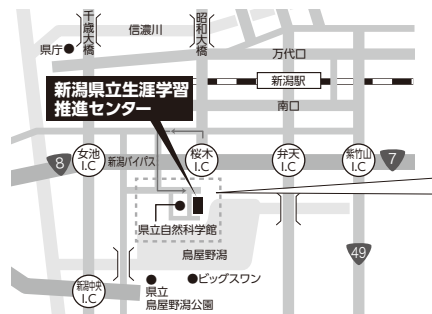 千歳大橋
信濃川
昭和大橋
県庁
万代口
新潟駅
南口
新潟県立生涯学習
推進センター
8
女池
I.C
新潟バイパス
桜木
I.C
弁天
I.C
紫竹山
I.C
7
県立自然科学館
鳥屋野潟
49
新潟中央
I.C
県立
鳥屋野潟公園
ビッグスワン